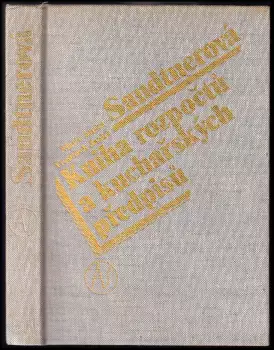 Sandtnerová
Sandtnerová
Kniha rozpočtů
a kuchařských
předpisů